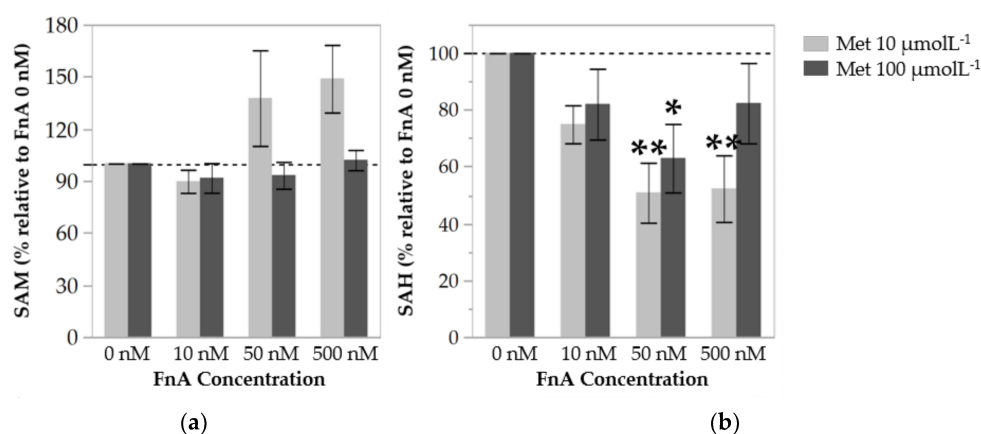 SAM (% relative to FnA 0 nM)
180
150
120
90
60
30
0
0 nM 10 nM 50 nM 500 nM
FnA Concentration
(a)
SAH (% relative to FnA 0 nM)
100
80
60
40
20
0
** * **
0 nM 10 nM 50 nM 500 nM
FnA Concentration
(b)
Met 10 µmolL⁻¹
Met 100 µmolL⁻¹